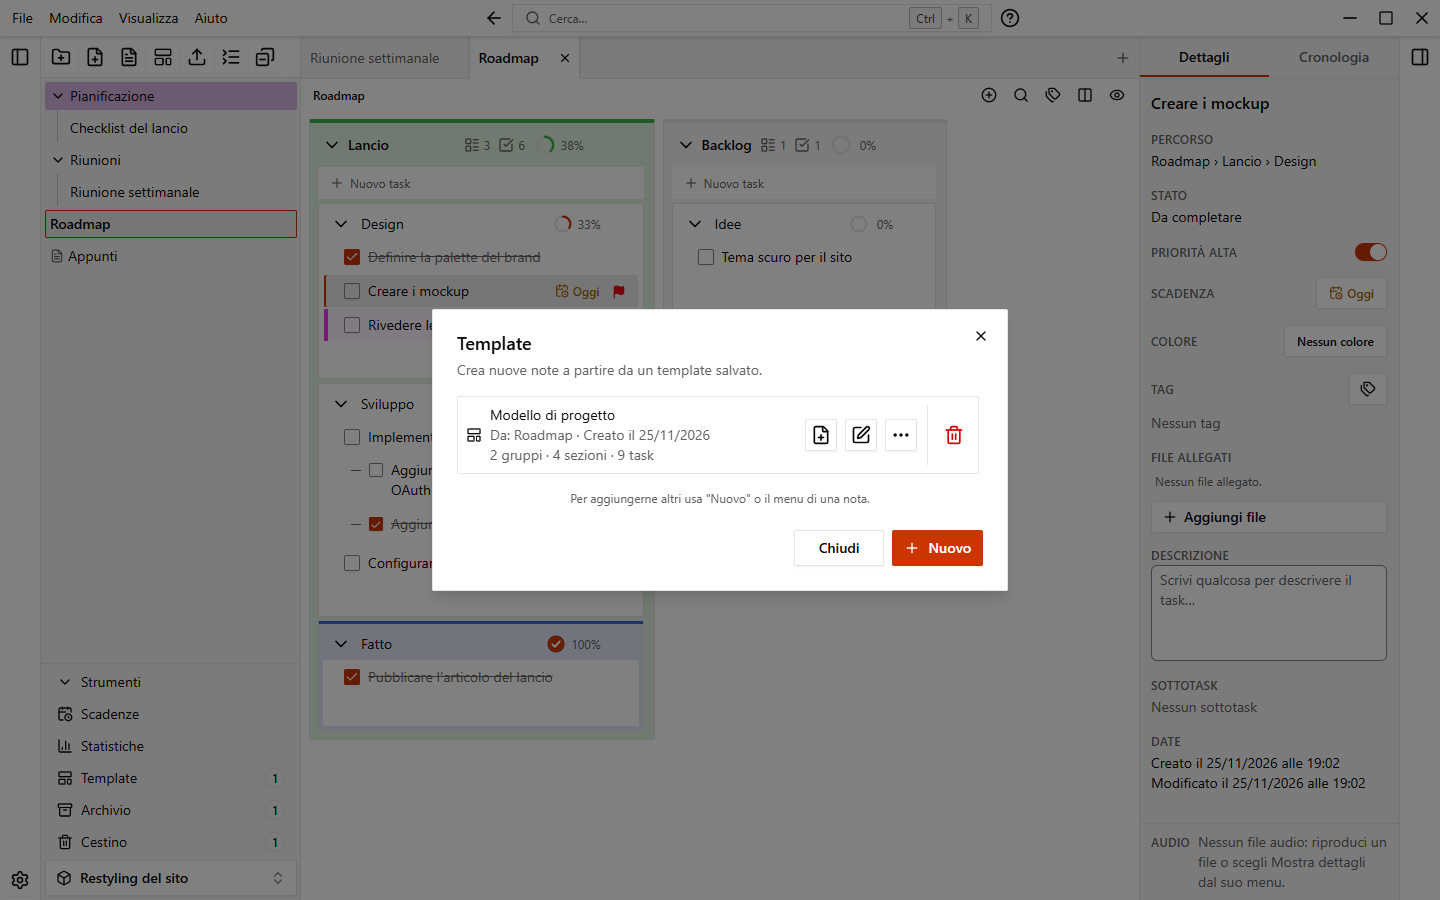 File Modifica Visualizza Aiuto
Cerca...
Ctrl + K
Pianificazione
Checklist del lancio
Riunioni
Riunione settimanale
Roadmap
Appunti
Strumenti
Scadenze
Statistiche
Template 1
Archivio 1
Cestino 1
Restyling del sito
Riunione settimanale
Roadmap
Roadmap
Lancio 3 6 38%
Nuovo task
Design 33%
Definire la palette del brand
Creare i mockup Oggi
Rivedere le
Sviluppo
Implement
Aggiun
OAuth
Aggiun
Configurar
Fatto 100%
Pubblicare l'articolo del lancio
Backlog 1 1 0%
Nuovo task
Idee 0%
Tema scuro per il sito
Template
Crea nuove note a partire da un template salvato.
Modello di progetto
Da: Roadmap · Creato il 25/11/2026
2 gruppi · 4 sezioni · 9 task
Per aggiungerne altri usa "Nuovo" o il menu di una nota.
Chiudi
Nuovo
Dettagli Cronologia
Creare i mockup
PERCORSO
Roadmap › Lancio › Design
STATO
Da completare
PRIORITÀ ALTA
SCADENZA Oggi
COLORE Nessun colore
TAG
Nessun tag
FILE ALLEGATI
Nessun file allegato.
Aggiungi file
DESCRIZIONE
Scrivi qualcosa per descrivere il
task...
SOTTOTASK
Nessun sottotask
DATE
Creato il 25/11/2026 alle 19:02
Modificato il 25/11/2026 alle 19:02
AUDIO Nessun file audio: riproduci un
file o scegli Mostra dettagli
dal suo menu.